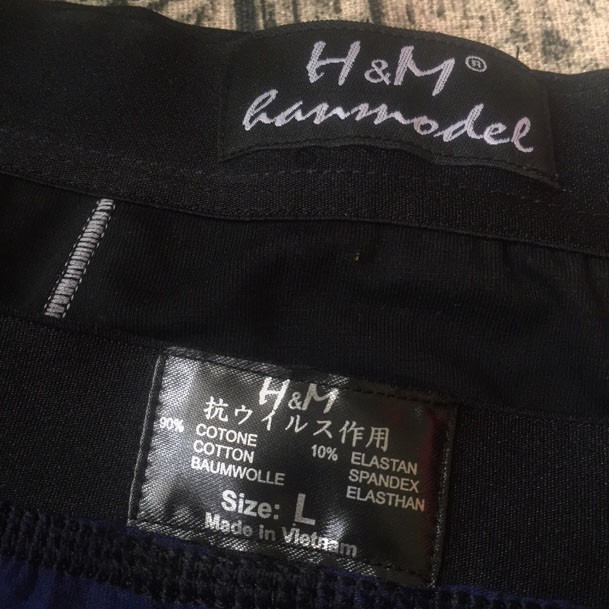 H&M®
hanmodel
H&M
抗ウイルス作用
90% COTONE
COTTON
BAUMWOLLE
10% ELASTAN
SPANDEX
ELASTHAN
Size: L
Made in Vietnam